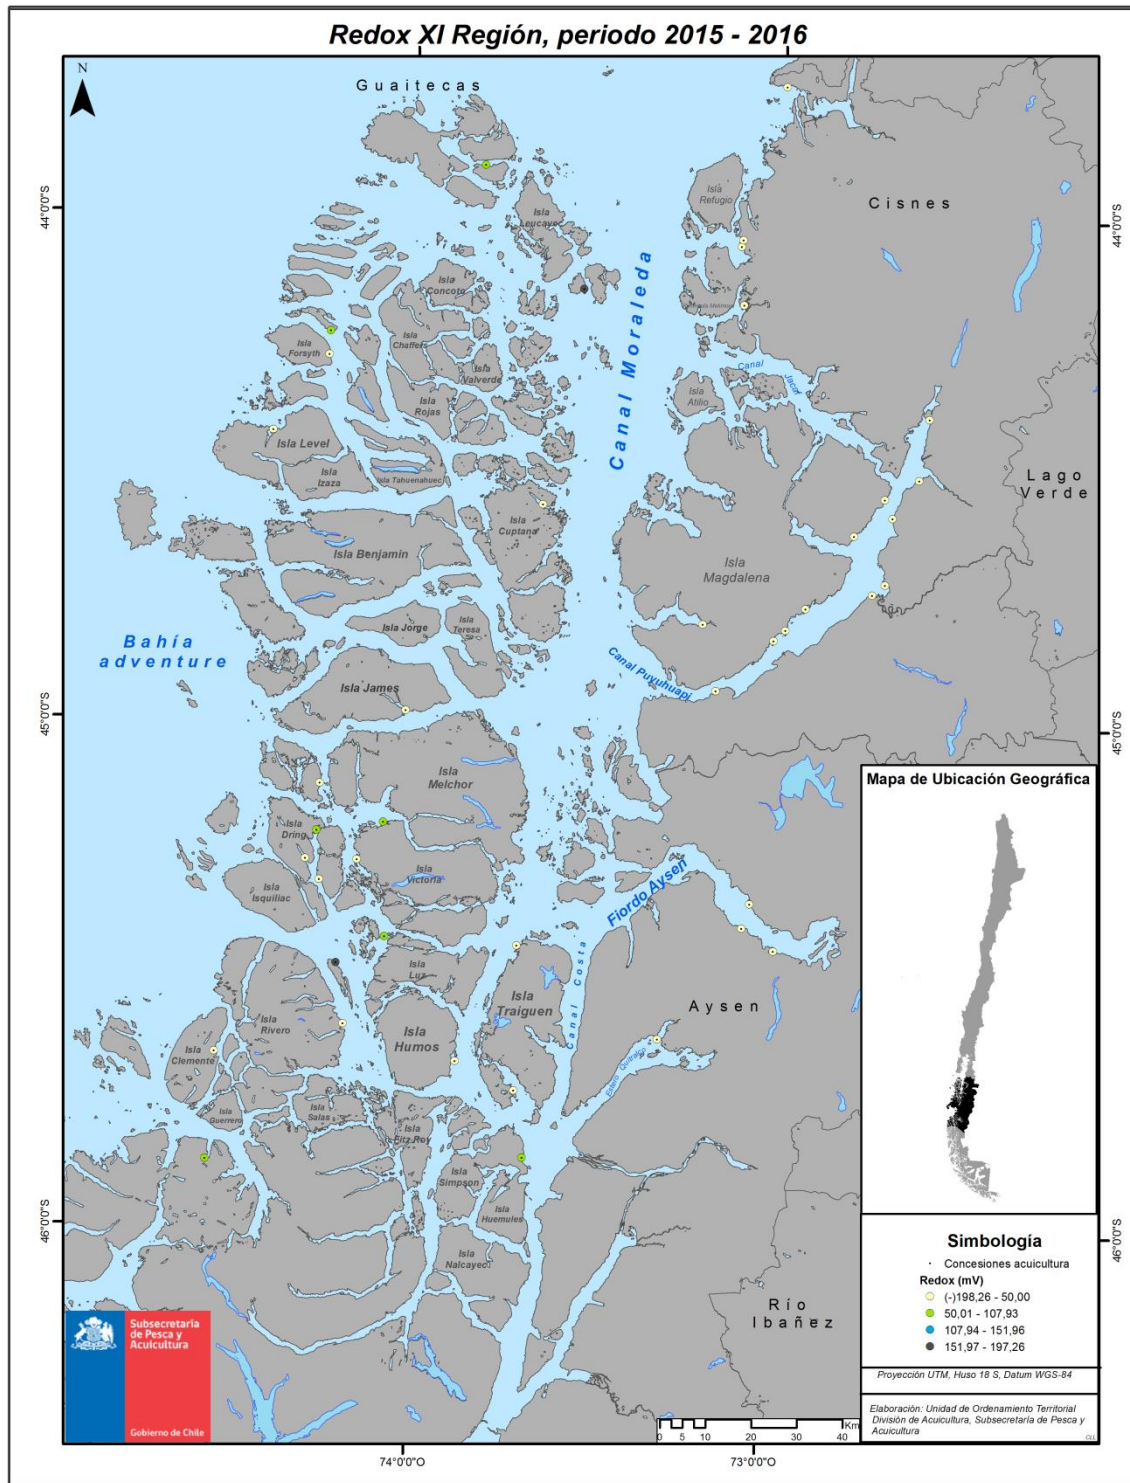 Redox XI Región, periodo 2015 - 2016
N
Guaitecas
Isla
Refugio
Cisnes
44°0'0"S
44°0'0"S
Isla
Leucayec
Isla
Concoto
Canal Moraleda
Isla
Chaffers
Isla
Forsyth
Isla
Valverde
Canal
Jacaf
Isla
Atilio
Isla
Rojas
Isla Level
Isla
Izaza
Isla Tahuenahuec
Lago
Verde
Isla
Cuptana
Isla Benjamin
Isla
Magdalena
Isla Jorge
Isla
Teresa
Bahía
adventure
Canal Puyuhuapi
Isla James
45°0'0"S
45°0'0"S
Isla
Melchor
Isla
Dring
Isla
Victoria
Isla
Isquiliac
Fiordo Aysen
Canal Costa
Isla
Luz
Isla
Traiguen
Aysen
Isla
Rivero
Isla
Humos
Isla
Clemente
Estero Quitralco
Isla
Guerrero
Isla
Salas
Isla
Fitz Roy
Isla
Simpson
Isla
Huemules
46°0'0"S
46°0'0"S
Isla
Nalcayec
Río
Ibañez
Mapa de Ubicación Geográfica
Simbología
Concesiones acuicultura
Redox (mV)
(-)198,26 - 50,00
50,01 - 107,93
107,94 - 151,96
151,97 - 197,26
Proyección UTM, Huso 18 S, Datum WGS-84
Elaboración: Unidad de Ordenamiento Territorial
División de Acuicultura, Subsecretaría de Pesca y
Acuicultura
Subsecretaría
de Pesca y
Acuicultura
Gobierno de Chile
Km
0 5 10 20 30 40
74°0'0"O
73°0'0"O